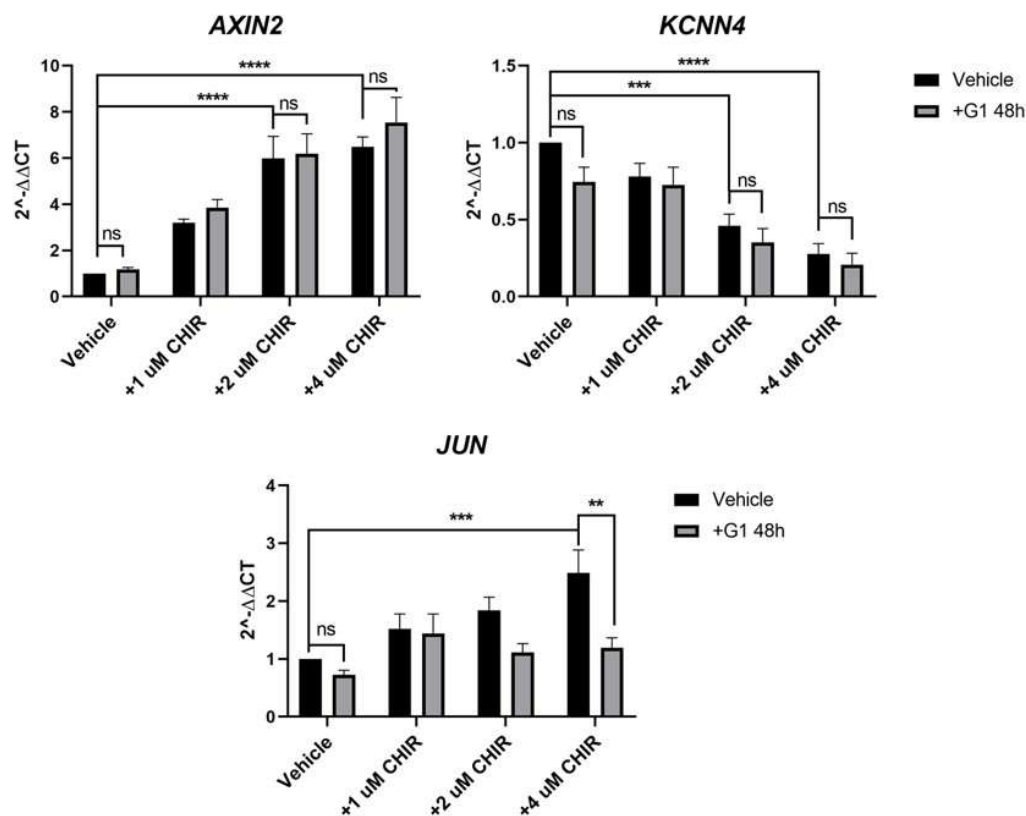 AXIN2
2^-ΔΔCT
10
8
6
4
2
0
ns
****
****
ns
ns
Vehicle
+1 uM CHIR
+2 uM CHIR
+4 uM CHIR
KCNN4
2^-ΔΔCT
1.5
1.0
0.5
0.0
ns
***
****
ns
ns
Vehicle
+1 uM CHIR
+2 uM CHIR
+4 uM CHIR
Vehicle
+G1 48h
JUN
2^-ΔΔCT
4
3
2
1
0
ns
***
**
Vehicle
+1 uM CHIR
+2 uM CHIR
+4 uM CHIR
Vehicle
+G1 48h